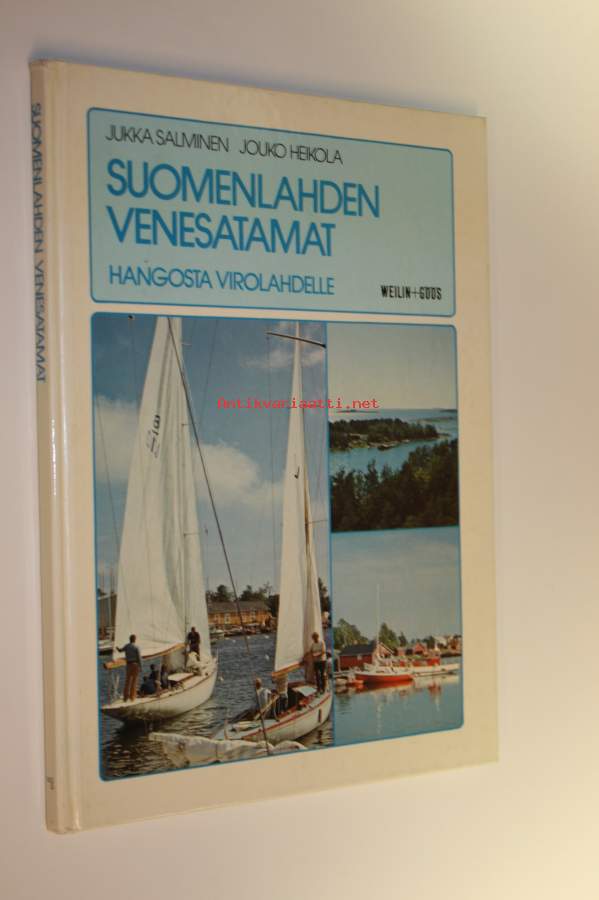 JUKKA SALMINEN JOUKO HEIKOLA
SUOMENLAHDEN
VENESATAMAT
HANGOSTA VIROLAHDELLE
WEILIN+GÖÖS
SUOMENLAHDEN VENESATAMAT
Antikvariaatti.net